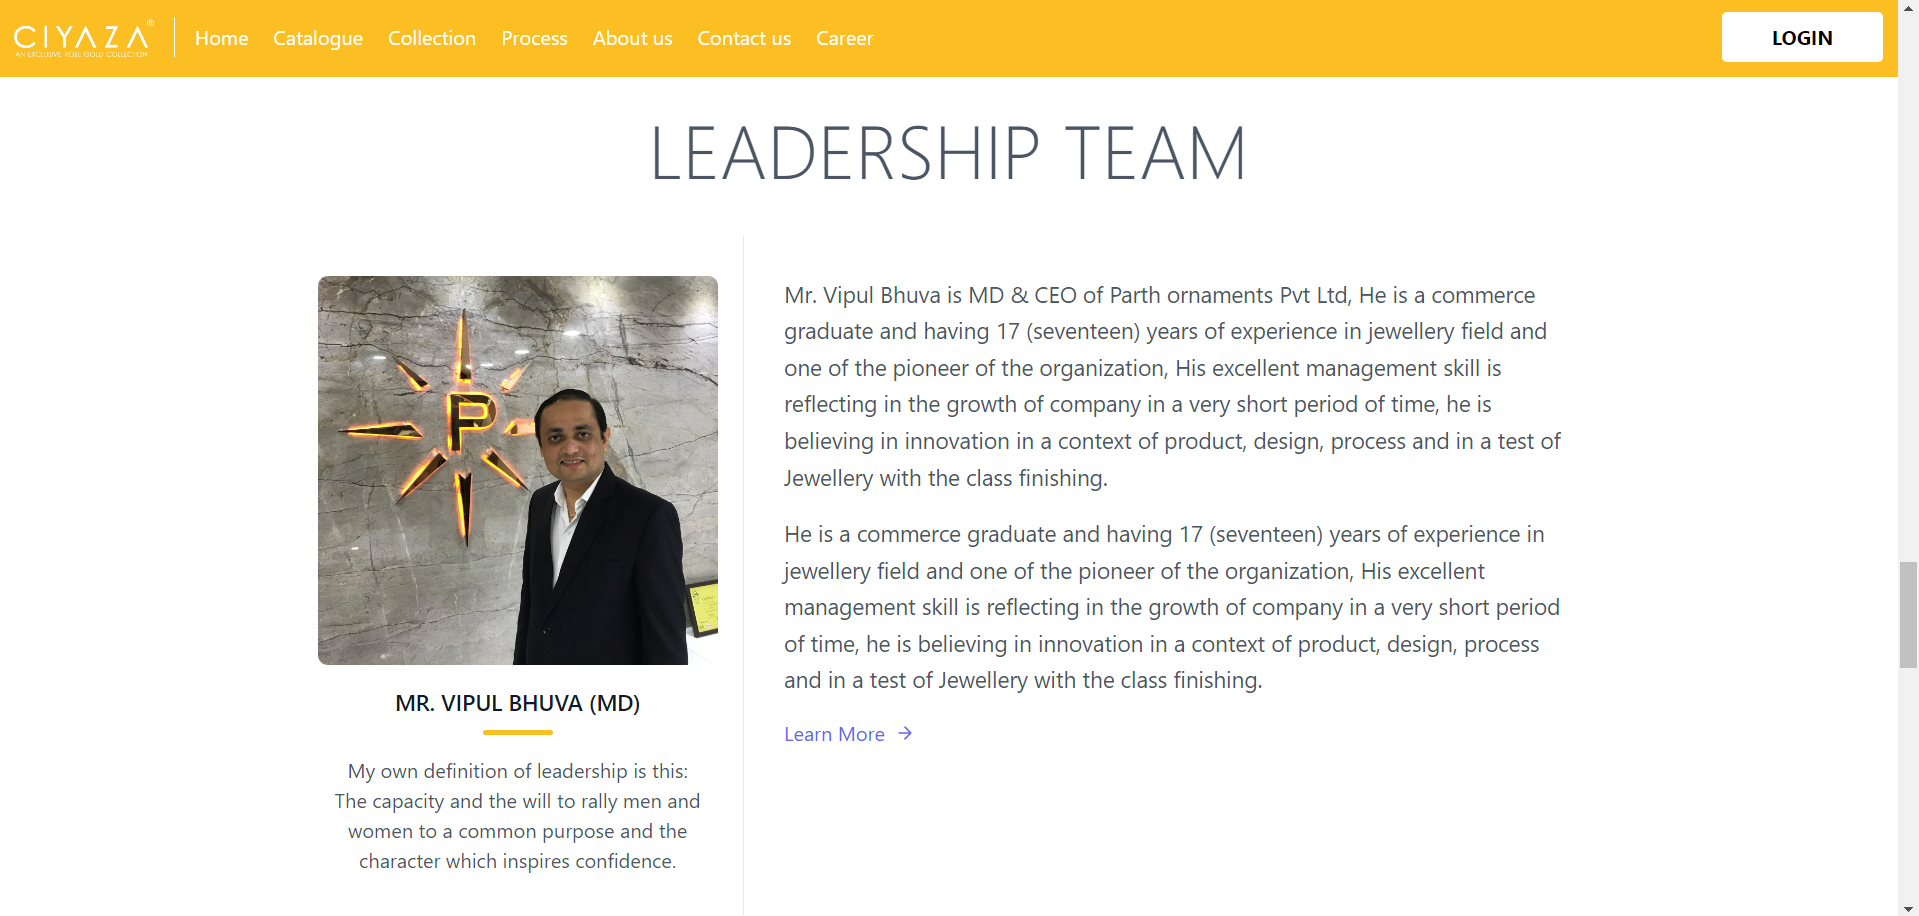 CIYAZA®
AN EXCLUSIVE ROSE GOLD COLLECTION
Home
Catalogue
Collection
Process
About us
Contact us
Career
LOGIN
LEADERSHIP TEAM
P
MR. VIPUL BHUVA (MD)
My own definition of leadership is this:
The capacity and the will to rally men and
women to a common purpose and the
character which inspires confidence.
Mr. Vipul Bhuva is MD & CEO of Parth ornaments Pvt Ltd, He is a commerce
graduate and having 17 (seventeen) years of experience in jewellery field and
one of the pioneer of the organization, His excellent management skill is
reflecting in the growth of company in a very short period of time, he is
believing in innovation in a context of product, design, process and in a test of
Jewellery with the class finishing.
He is a commerce graduate and having 17 (seventeen) years of experience in
jewellery field and one of the pioneer of the organization, His excellent
management skill is reflecting in the growth of company in a very short period
of time, he is believing in innovation in a context of product, design, process
and in a test of Jewellery with the class finishing.
Learn More →